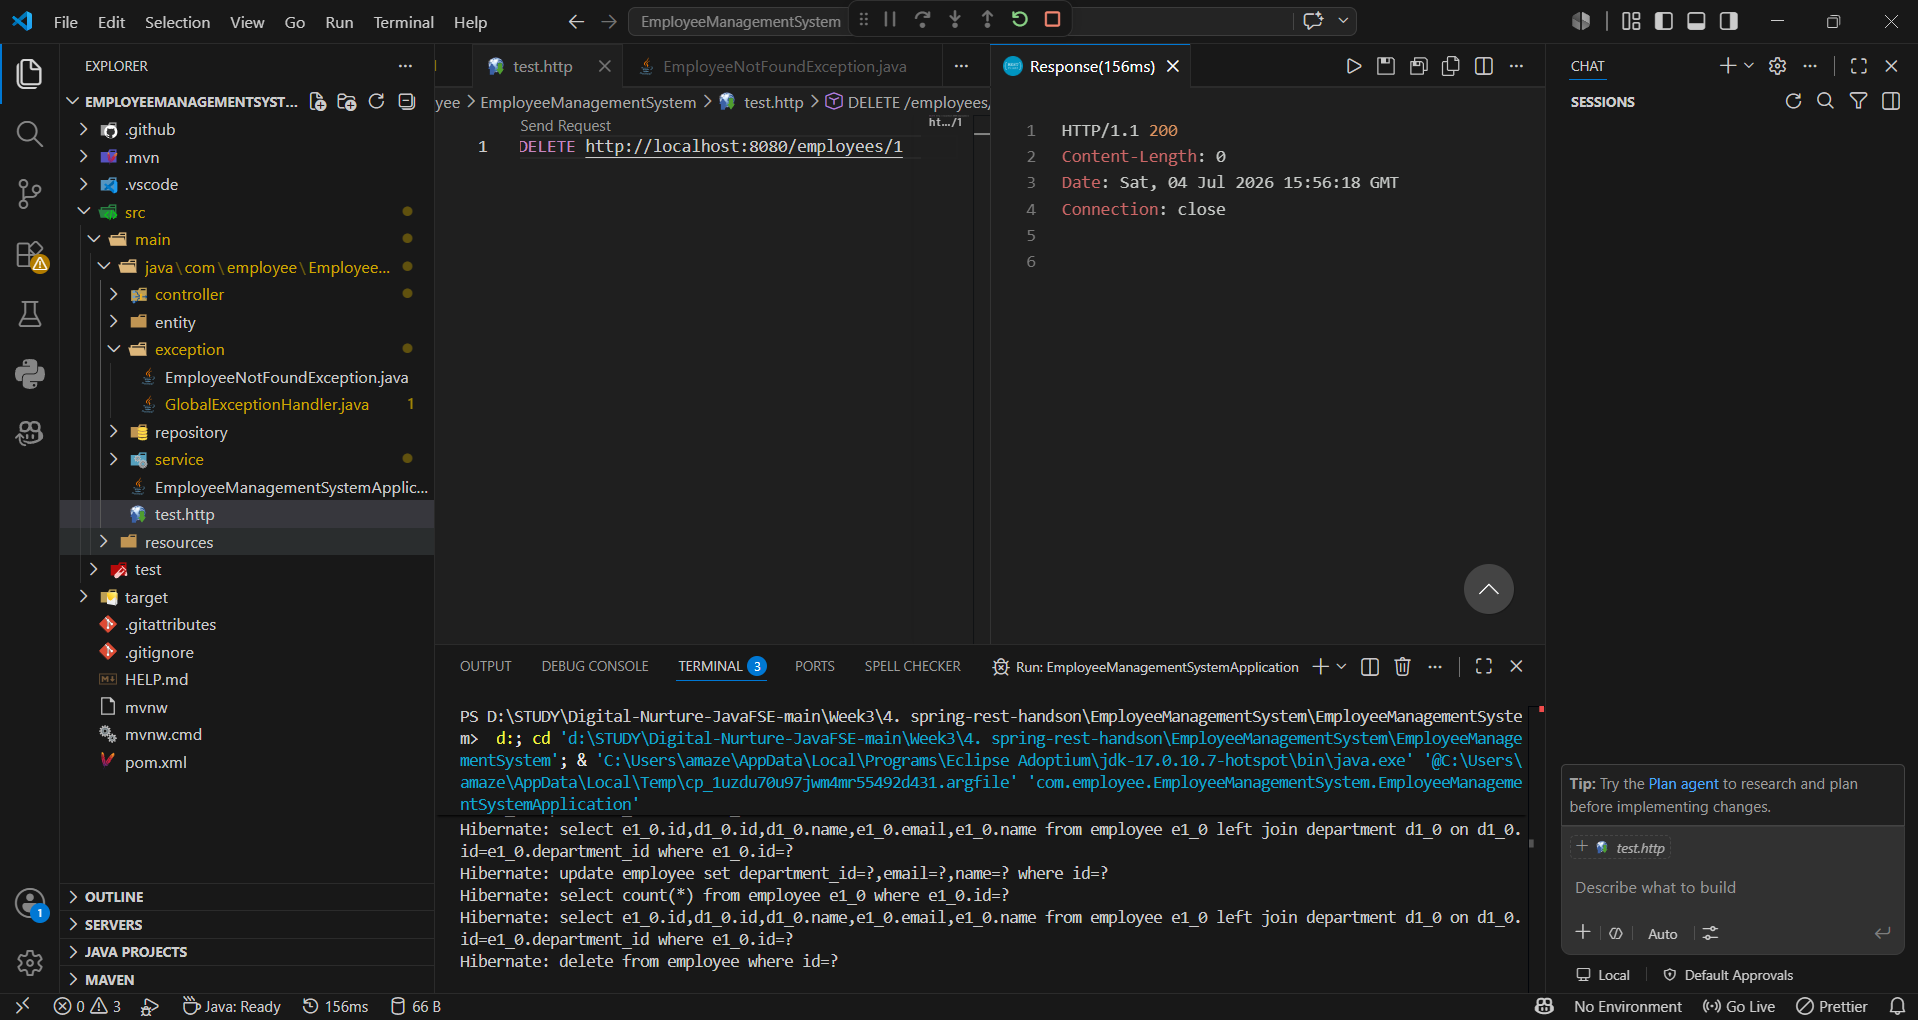 File Edit Selection View Go Run Terminal Help
EmployeeManagementSystem
EXPLORER
EMPLOYEEMANAGEMENTSYST...
.github
.mvn
.vscode
src
main
java\com\employee\Employee...
controller
entity
exception
EmployeeNotFoundException.java
GlobalExceptionHandler.java 1
repository
service
EmployeeManagementSystemApplic...
test.http
resources
test
target
.gitattributes
.gitignore
HELP.md
mvnw
mvnw.cmd
pom.xml
OUTLINE
SERVERS
JAVA PROJECTS
MAVEN
test.http
EmployeeNotFoundException.java
yee > EmployeeManagementSystem > test.http > DELETE /employees/
Send Request
1 DELETE http://localhost:8080/employees/1
ht.../1
Response(156ms)
1 HTTP/1.1 200
2 Content-Length: 0
3 Date: Sat, 04 Jul 2026 15:56:18 GMT
4 Connection: close
5
6
OUTPUT DEBUG CONSOLE TERMINAL 3 PORTS SPELL CHECKER Run: EmployeeManagementSystemApplication
PS D:\STUDY\Digital-Nurture-JavaFSE-main\Week3\4. spring-rest-handson\EmployeeManagementSystem\EmployeeManagementSyste
m> d:; cd 'd:\STUDY\Digital-Nurture-JavaFSE-main\Week3\4. spring-rest-handson\EmployeeManagementSystem\EmployeeManage
mentSystem'; & 'C:\Users\amaze\AppData\Local\Programs\Eclipse Adoptium\jdk-17.0.10.7-hotspot\bin\java.exe' '@C:\Users\
amaze\AppData\Local\Temp\cp_1uzdu70u97jwm4mr55492d431.argfile' 'com.employee.EmployeeManagementSystem.EmployeeManageme
ntSystemApplication'
Hibernate: select e1_0.id,d1_0.id,d1_0.name,e1_0.email,e1_0.name from employee e1_0 left join department d1_0 on d1_0.
id=e1_0.department_id where e1_0.id=?
Hibernate: update employee set department_id=?,email=?,name=? where id=?
Hibernate: select count(*) from employee e1_0 where e1_0.id=?
Hibernate: select e1_0.id,d1_0.id,d1_0.name,e1_0.email,e1_0.name from employee e1_0 left join department d1_0 on d1_0.
id=e1_0.department_id where e1_0.id=?
Hibernate: delete from employee where id=?
CHAT
SESSIONS
Tip: Try the Plan agent to research and plan
before implementing changes.
test.http
Describe what to build
Auto
Local Default Approvals
1
0 3 Java: Ready 156ms 66 B
No Environment Go Live Prettier